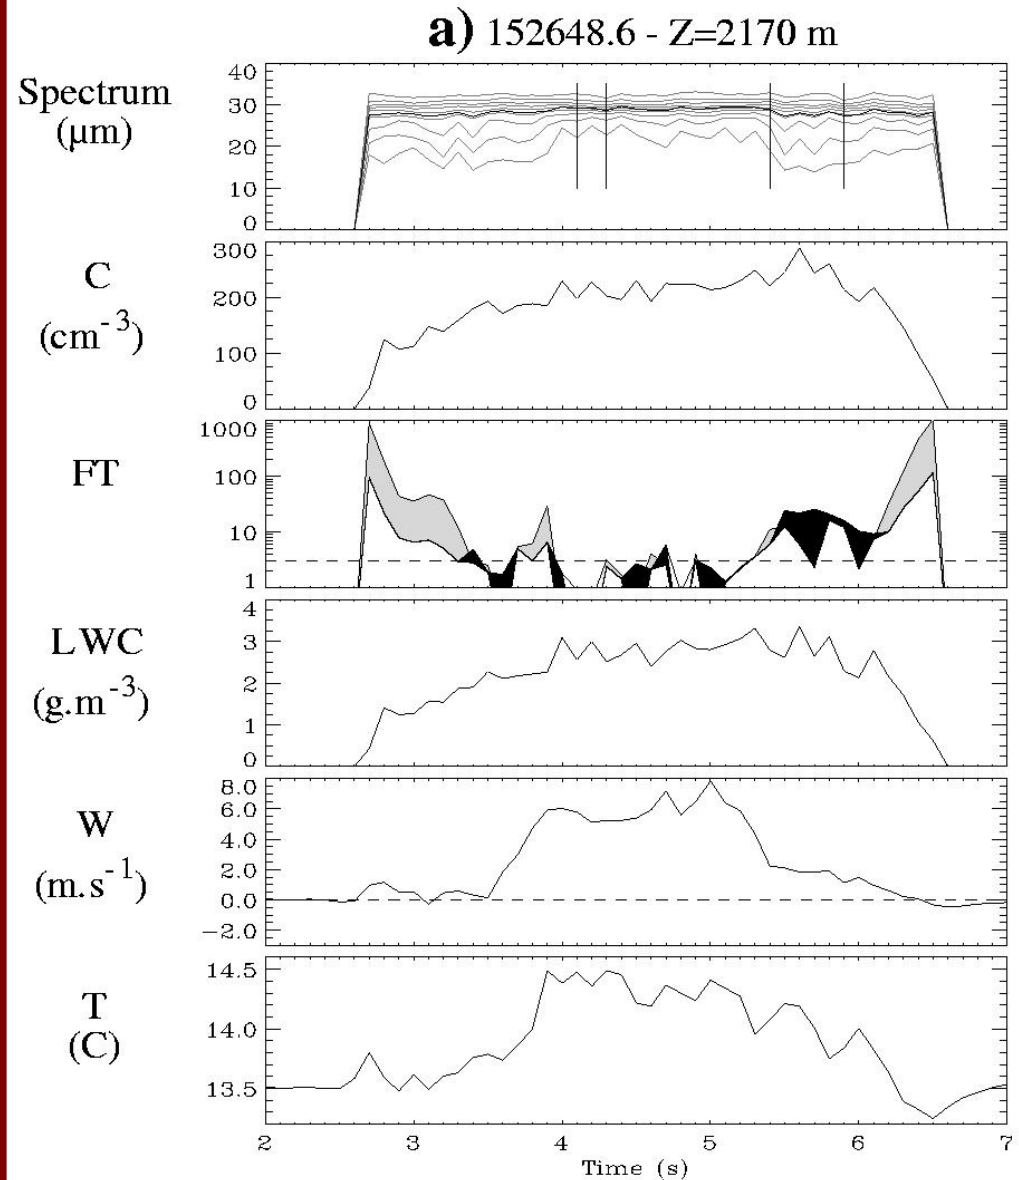 a) 152648.6 - Z=2170 m
Spectrum
(µm)
40
30
20
10
0
C
(cm-3)
300
200
100
0
FT
1000
100
10
1
LWC
(g.m-3)
4
3
2
1
0
W
(m.s-1)
8.0
6.0
4.0
2.0
0.0
−2.0
T
(C)
14.5
14.0
13.5
2 3 4 5 6 7
Time (s)